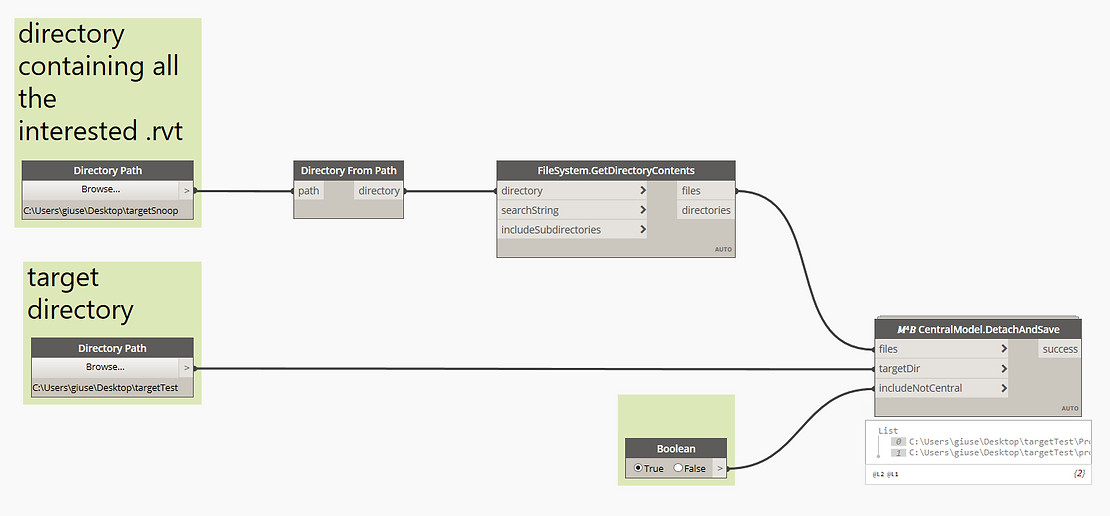 directory
containing all
the
interested .rvt
Directory Path
Browse... >
C:\Users\giuse\Desktop\targetSnoop
Directory From Path
path directory
FileSystem.GetDirectoryContents
directory > files
searchString > directories
includeSubdirectories >
AUTO
target
directory
Directory Path
Browse... >
C:\Users\giuse\Desktop\targetTest
CentralModel.DetachAndSave
files > success
targetDir >
includeNotCentral >
AUTO
Boolean
True False >
List
0 C:\Users\giuse\Desktop\targetTest\Pr
1 C:\Users\giuse\Desktop\targetTest\pr
@L2 @L1 {2}